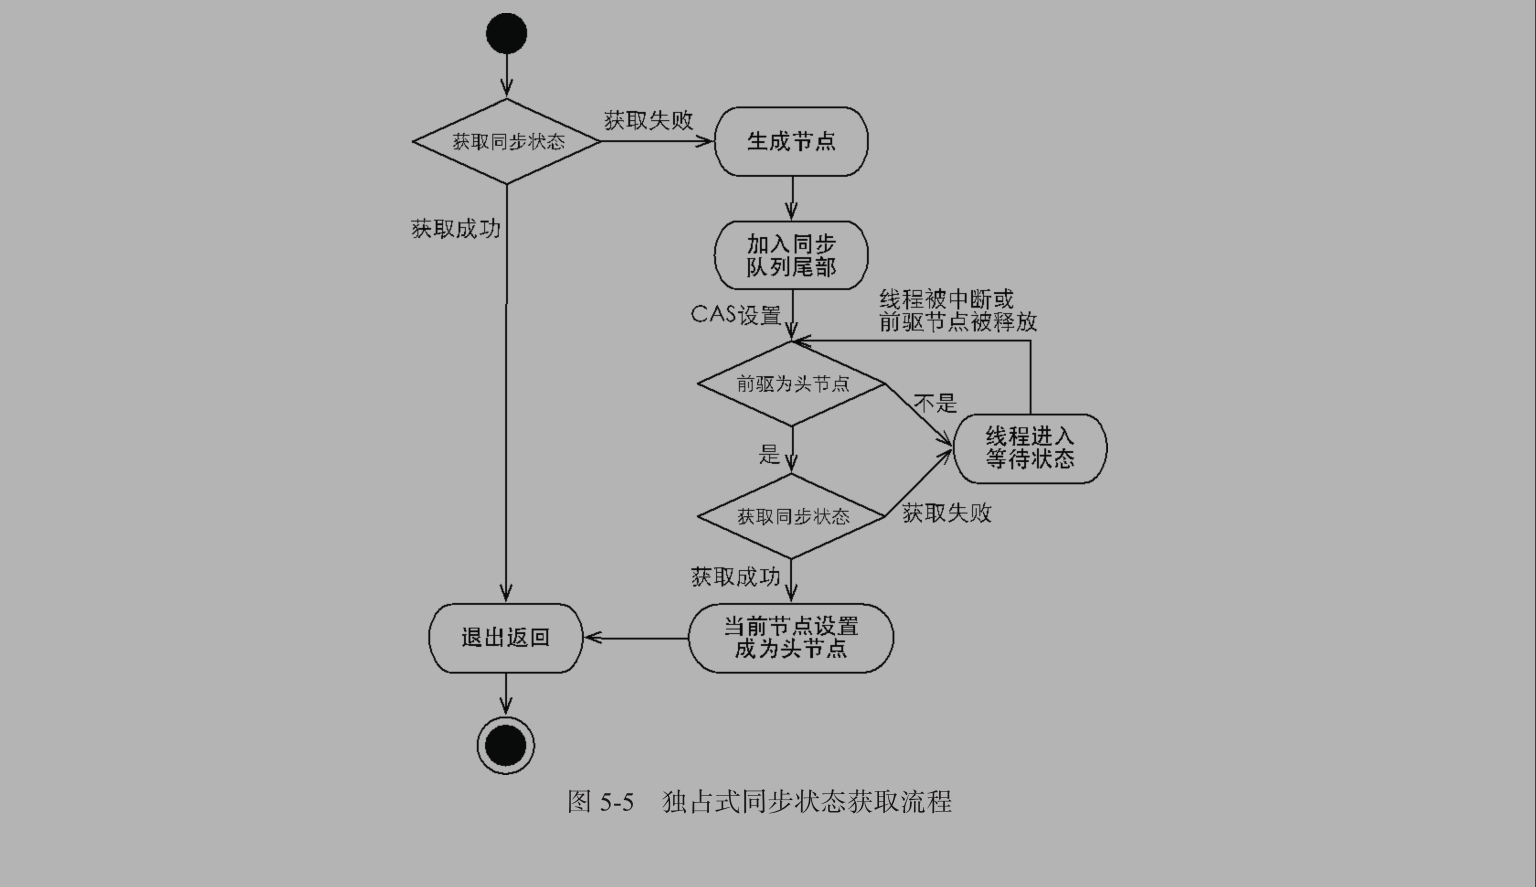 获取同步状态
获取失败
生成节点
获取成功
加入同步
队列尾部
CAS设置
线程被中断或
前驱节点被释放
前驱为头节点
不是
线程进入
等待状态
是
获取同步状态
获取失败
获取成功
退出返回
当前节点设置
成为头节点
图 5-5 独占式同步状态获取流程